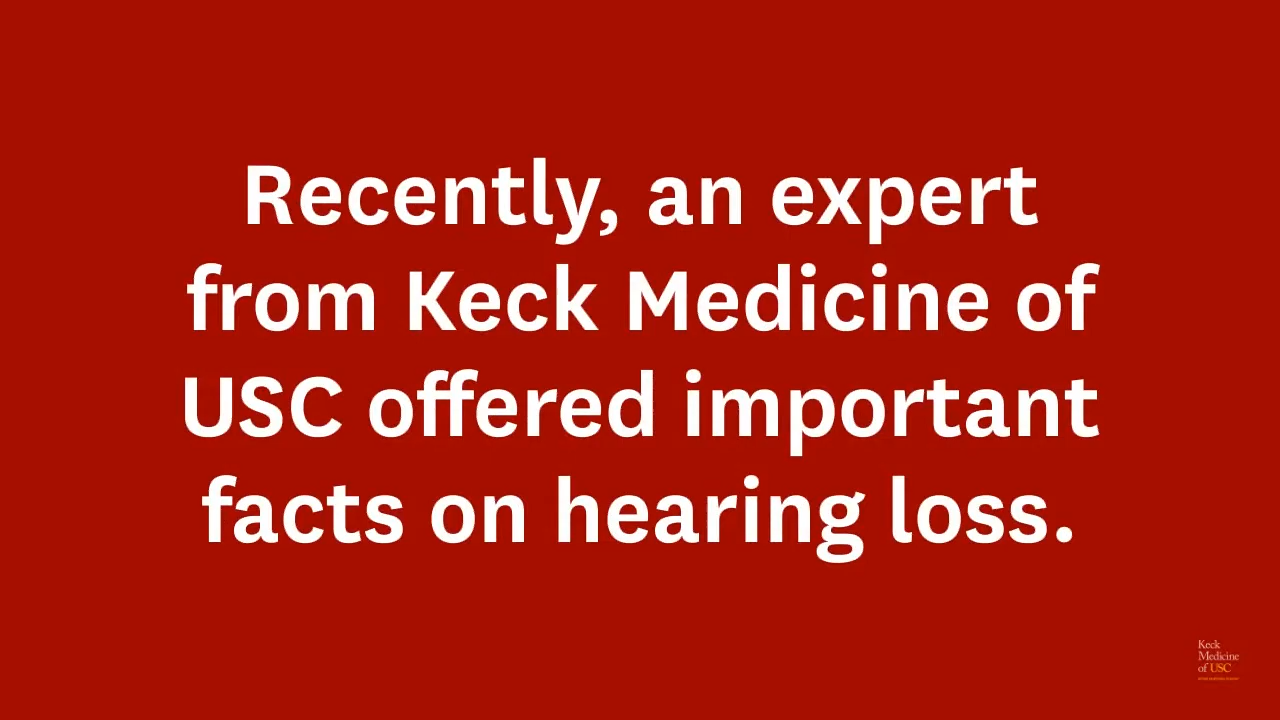 Recently, an expert
from Keck Medicine of
USC offered important
facts on hearing loss.
Keck
Medicine
of USC